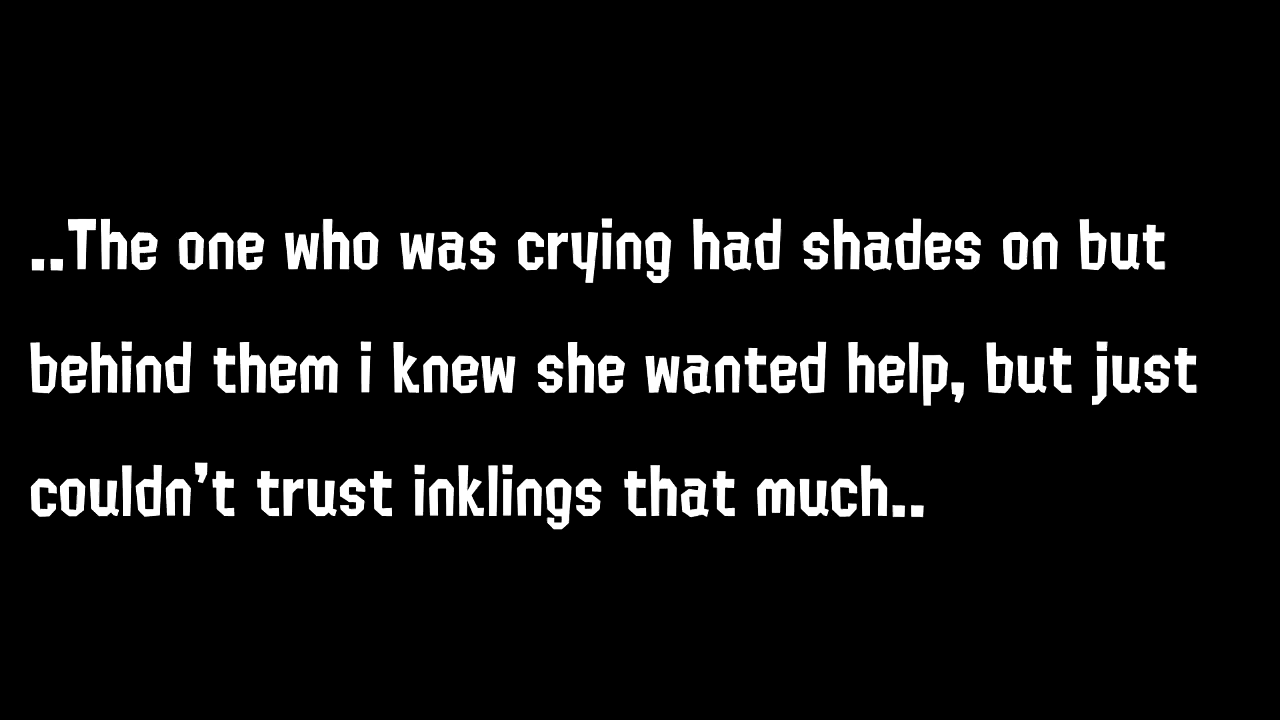 ..The one who was crying had shades on but
behind them i knew she wanted help, but just
couldn't trust inklings that much..